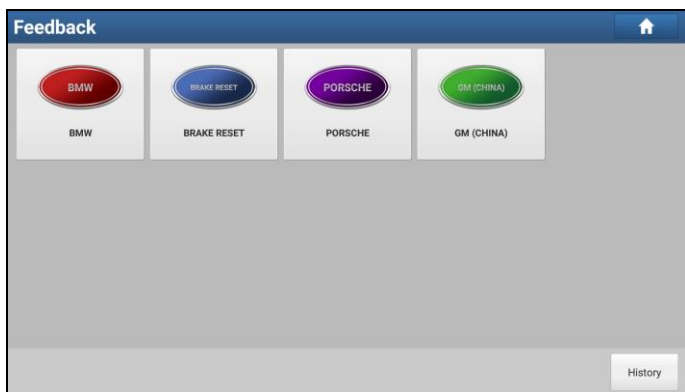 Feedback
BMW
BRAKE RESET
PORSCHE
GM (CHINA)
BMW
BRAKE RESET
PORSCHE
GM (CHINA)
History